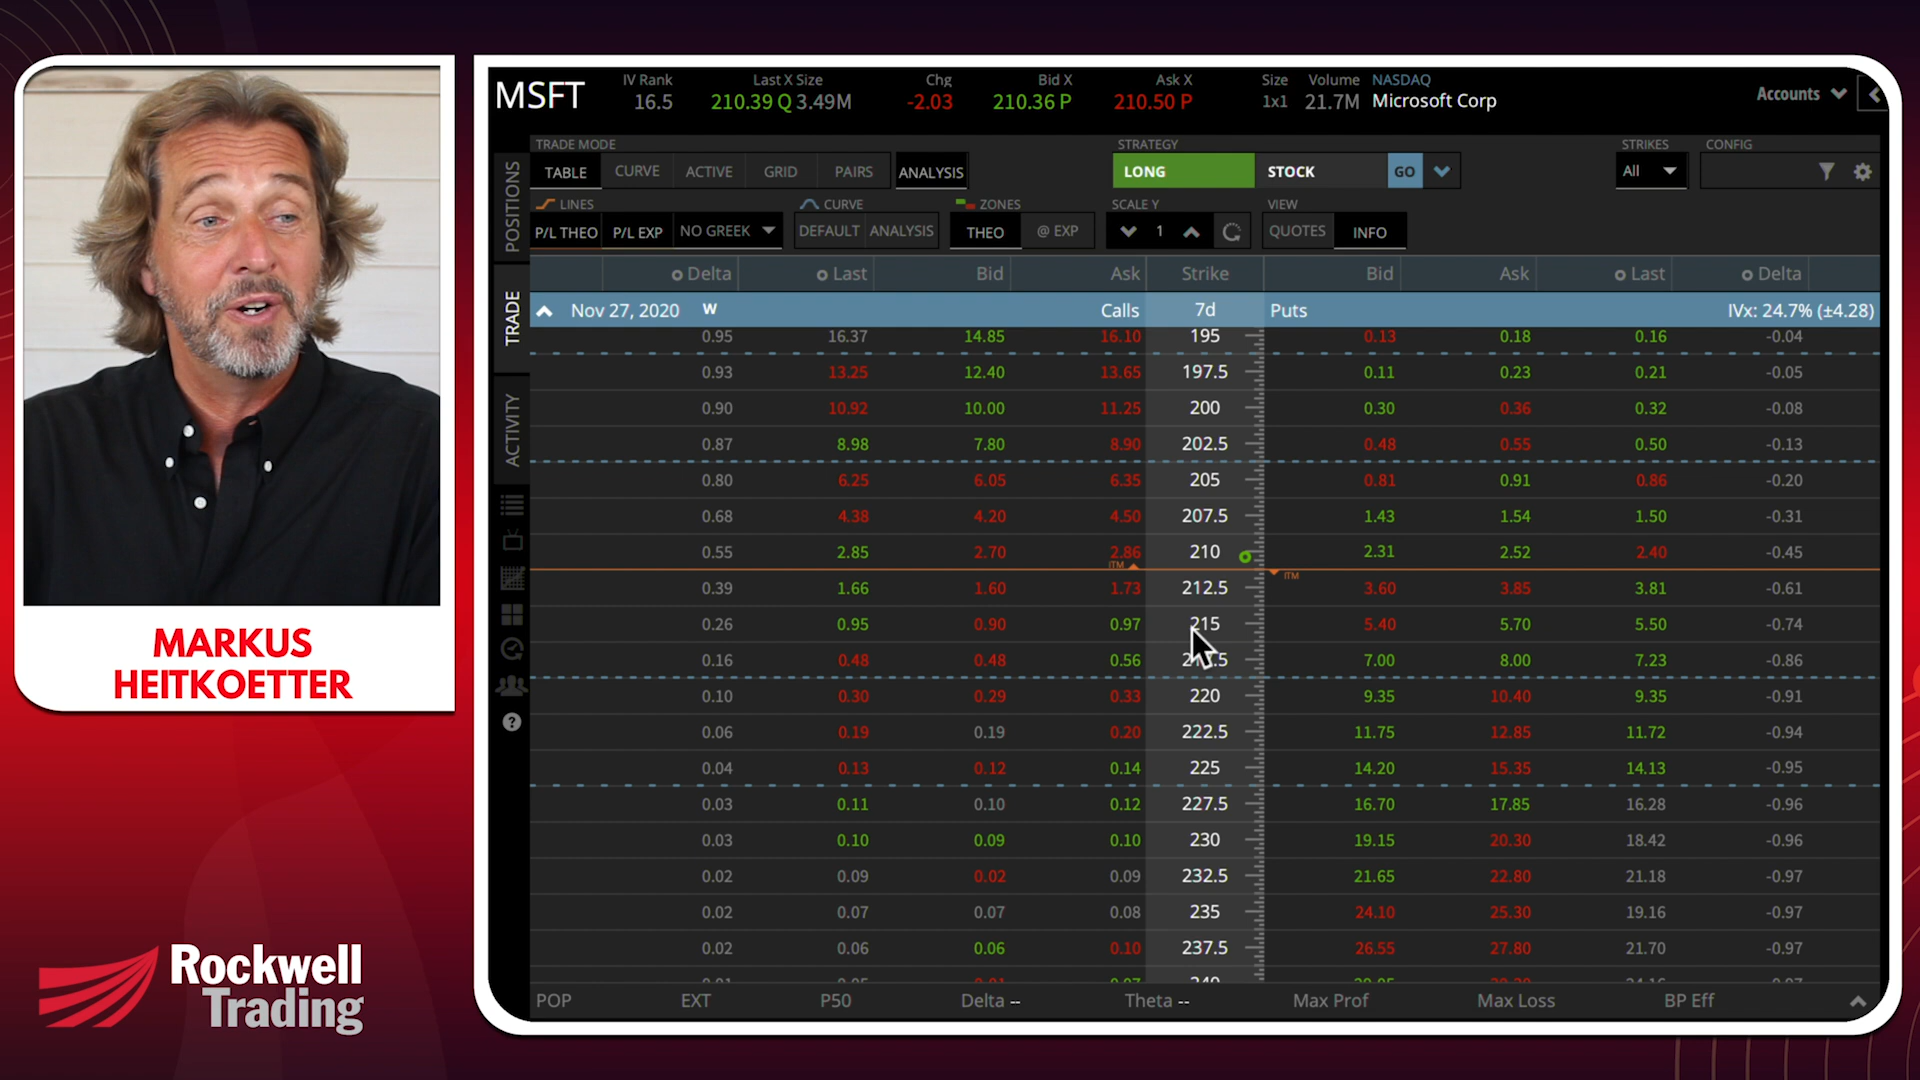 MARKUS
HEITKOETTER
Rockwell
Trading
MSFT
IV Rank Last X Size Chg Bid X Ask X Size Volume NASDAQ
16.5 210.39 Q 3.49M -2.03 210.36 P 210.50 P 1x1 21.7M Microsoft Corp
Accounts
POSITIONS
TRADE
ACTIVITY
TRADE MODE STRATEGY STRIKES CONFIG
TABLE CURVE ACTIVE GRID PAIRS ANALYSIS LONG STOCK GO All
LINES CURVE ZONES SCALE Y VIEW
P/L THEO P/L EXP NO GREEK DEFAULT ANALYSIS THEO @ EXP 1 QUOTES INFO
Delta Last Bid Ask Strike Bid Ask Last Delta
Nov 27, 2020 W Calls 7d Puts IVx: 24.7% (±4.28)
0.95 16.37 14.85 16.10 195 0.13 0.18 0.16 -0.04
0.93 13.25 12.40 13.65 197.5 0.11 0.23 0.21 -0.05
0.90 10.92 10.00 11.25 200 0.30 0.36 0.32 -0.08
0.87 8.98 7.80 8.90 202.5 0.48 0.55 0.50 -0.13
0.80 6.25 6.05 6.35 205 0.81 0.91 0.86 -0.20
0.68 4.38 4.20 4.50 207.5 1.43 1.54 1.50 -0.31
0.55 2.85 2.70 2.86 210 2.31 2.52 2.40 -0.45
ITM ITM
0.39 1.66 1.60 1.73 212.5 3.60 3.85 3.81 -0.61
0.26 0.95 0.90 0.97 215 5.40 5.70 5.50 -0.74
0.16 0.48 0.48 0.56 7.00 8.00 7.23 -0.86
0.10 0.30 0.29 0.33 220 9.35 10.40 9.35 -0.91
0.06 0.19 0.19 0.20 222.5 11.75 12.85 11.72 -0.94
0.04 0.13 0.12 0.14 225 14.20 15.35 14.13 -0.95
0.03 0.11 0.10 0.12 227.5 16.70 17.85 16.28 -0.96
0.03 0.10 0.09 0.10 230 19.15 20.30 18.42 -0.96
0.02 0.09 0.02 0.09 232.5 21.65 22.80 21.18 -0.97
0.02 0.07 0.07 0.08 235 24.10 25.30 19.16 -0.97
0.02 0.06 0.06 0.10 237.5 26.55 27.80 21.70 -0.97
POP EXT P50 Delta -- Theta -- Max Prof Max Loss BP Eff